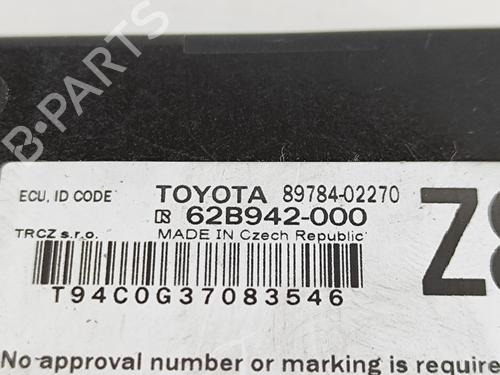 B-PARTS
ECU, ID CODE TOYOTA 89784-02270
62B942-000
TRCZ s.r.o. MADE IN Czech Republic
T94C0G37083546
No approval number or marking is require